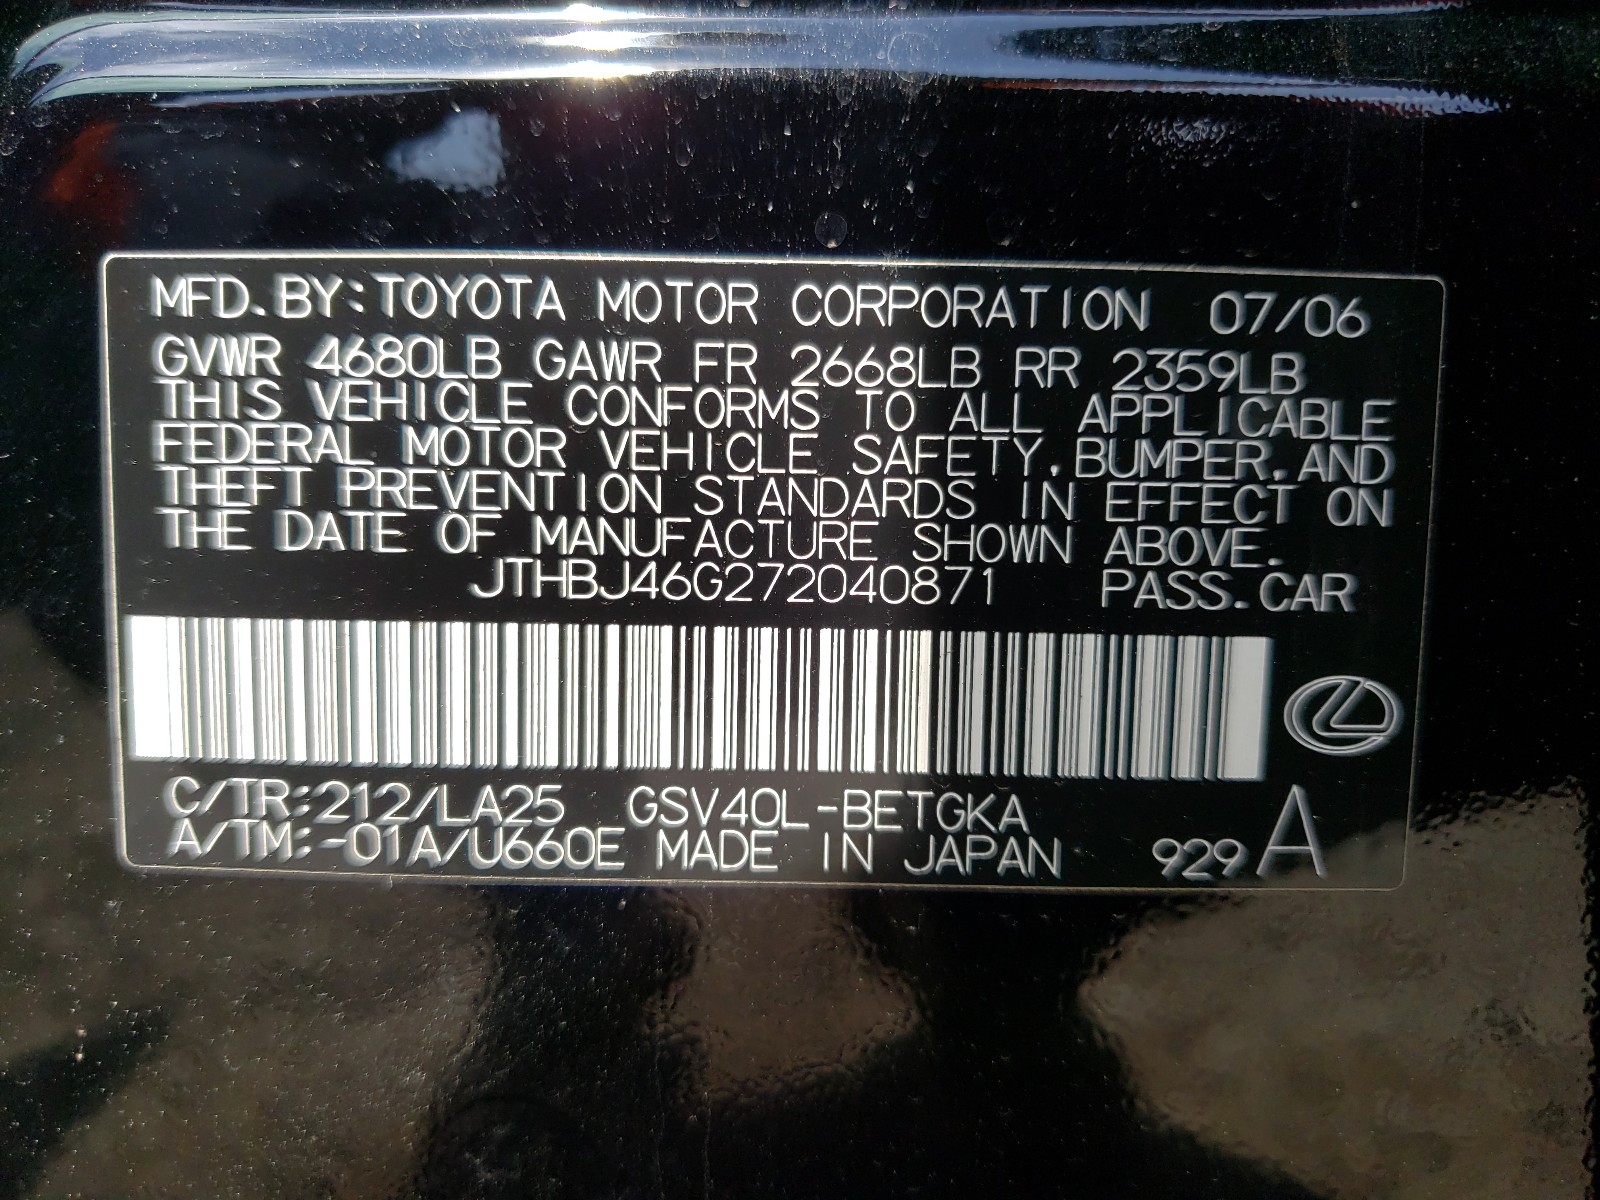 MFD. BY: TOYOTA MOTOR CORPORATION 07/06
GVWR 4680LB GAWR FR 2668LB RR 2359LB
THIS VEHICLE CONFORMS TO ALL APPLICABLE
FEDERAL MOTOR VEHICLE SAFETY, BUMPER, AND
THEFT PREVENTION STANDARDS IN EFFECT ON
THE DATE OF MANUFACTURE SHOWN ABOVE.
JTHBJ46G272040871 PASS. CAR
C/TR: 212/LA25 GSV40L-BETGKA
A/TM: -01A/U660E MADE IN JAPAN 929 A